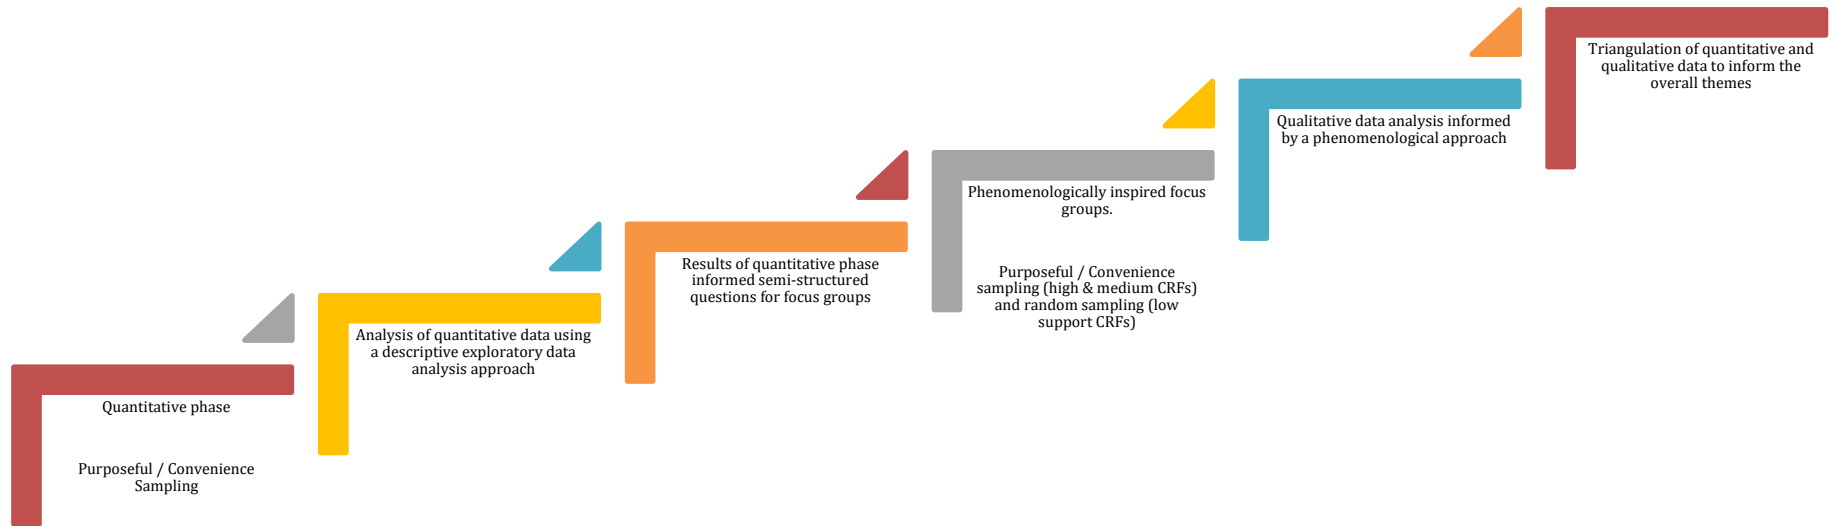 Quantitative phase
Purposeful / Convenience
Sampling
Analysis of quantitative data using
a descriptive exploratory data
analysis approach
Results of quantitative phase
informed semi-structured
questions for focus groups
Phenomenologically inspired focus
groups.
Purposeful / Convenience
sampling (high & medium CRFs)
and random sampling (low
support CRFs)
Qualitative data analysis informed
by a phenomenological approach
Triangulation of quantitative and
qualitative data to inform the
overall themes